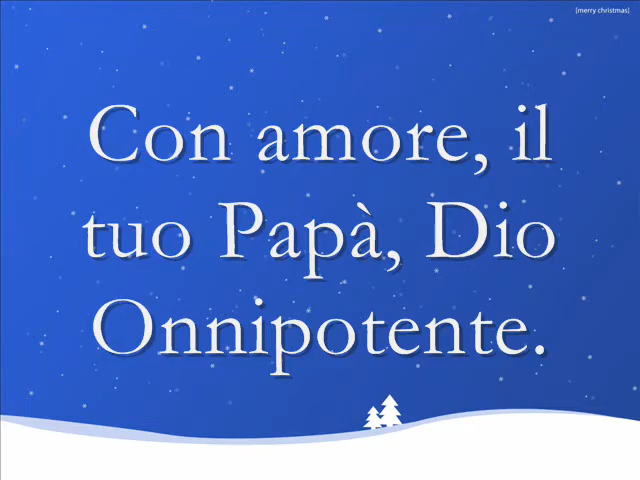 [merry christmas]
Con amore, il
tuo Papà, Dio
Onnipotente.